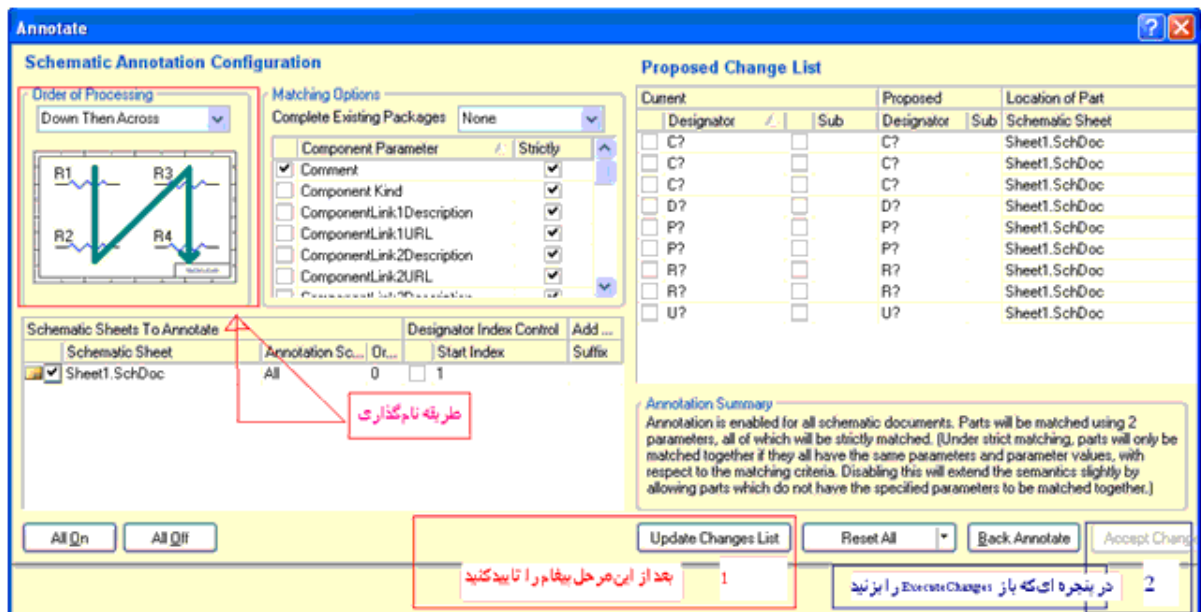 Annotate
Schematic Annotation Configuration
Order of Processing
Down Then Across
R1 R3
R2 R4
Matching Options
Complete Existing Packages None
Component Parameter Strictly
Comment
Component Kind
ComponentLink1Description
ComponentLink1URL
ComponentLink2Description
ComponentLink2URL
Schematic Sheets To Annotate Designator Index Control Add ...
Schematic Sheet Annotation Sc... Or... Start Index Suffix
Sheet1.SchDoc All 0 1
طریقه نام‌گذاری
Proposed Change List
Current Proposed Location of Part
Designator Sub Designator Sub Schematic Sheet
C? C? Sheet1.SchDoc
C? C? Sheet1.SchDoc
C? C? Sheet1.SchDoc
D? D? Sheet1.SchDoc
P? P? Sheet1.SchDoc
P? P? Sheet1.SchDoc
R? R? Sheet1.SchDoc
R? R? Sheet1.SchDoc
U? U? Sheet1.SchDoc
Annotation Summary
Annotation is enabled for all schematic documents. Parts will be matched using 2
parameters, all of which will be strictly matched. (Under strict matching, parts will only be
matched together if they all have the same parameters and parameter values, with
respect to the matching criteria. Disabling this will extend the semantics slightly by
allowing parts which do not have the specified parameters to be matched together.)
All On All Off Update Changes List Reset All Back Annotate Accept Chang
1 بعد از این مرحل پیغام را تایید کنید
2 در پنجره ای که باز ExecuteChanges را بزنید